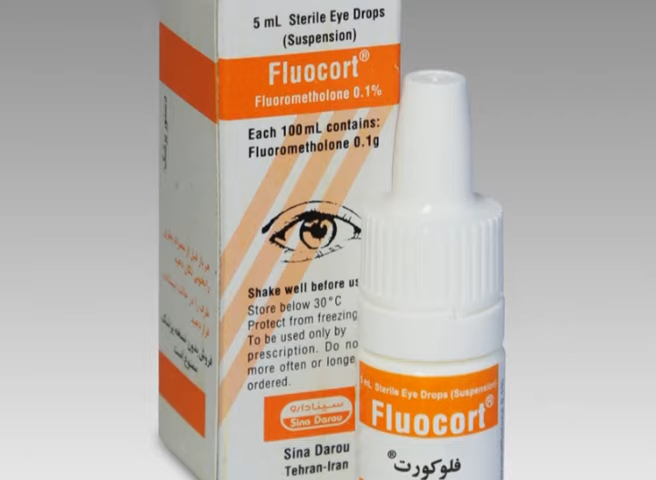 5 mL Sterile Eye Drops
(Suspension)
Fluocort®
Fluorometholone 0.1%
Each 100mL contains:
Fluorometholone 0.1g
Shake well before us
Store below 30°C
Protect from freezing
To be used only by
prescription. Do no
more often or longe
ordered.
سینادارو
Sina Darou
Sina Darou
Tehran-Iran
5 mL Sterile Eye Drops (Suspension)
Fluocort®
فلوکورت®